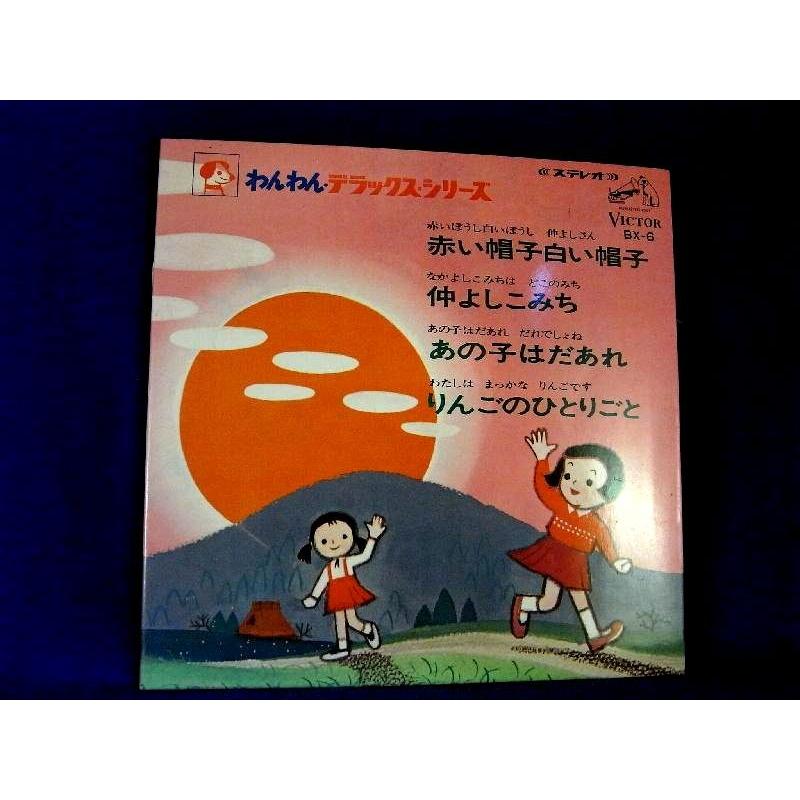 わんわん・デラックス・シリーズ
ステレオ
VICTOR
BX-6
赤いぼうし白いぼうし 仲よしさん
赤い帽子白い帽子
なかよしこみちは どこのみち
仲よしこみち
あの子はだあれ だれでしょね
あの子はだあれ
わたしは まっかな りんごです
りんごのひとりごと